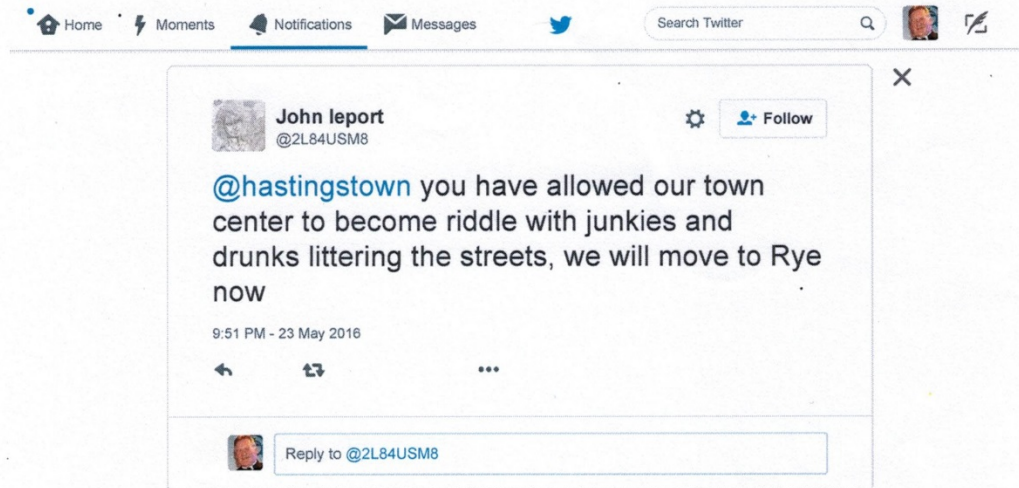 Home Moments Notifications Messages Search Twitter
John leport
@2L84USM8
Follow
@hastingstown you have allowed our town
center to become riddle with junkies and
drunks littering the streets, we will move to Rye
now
9:51 PM - 23 May 2016
Reply to @2L84USM8